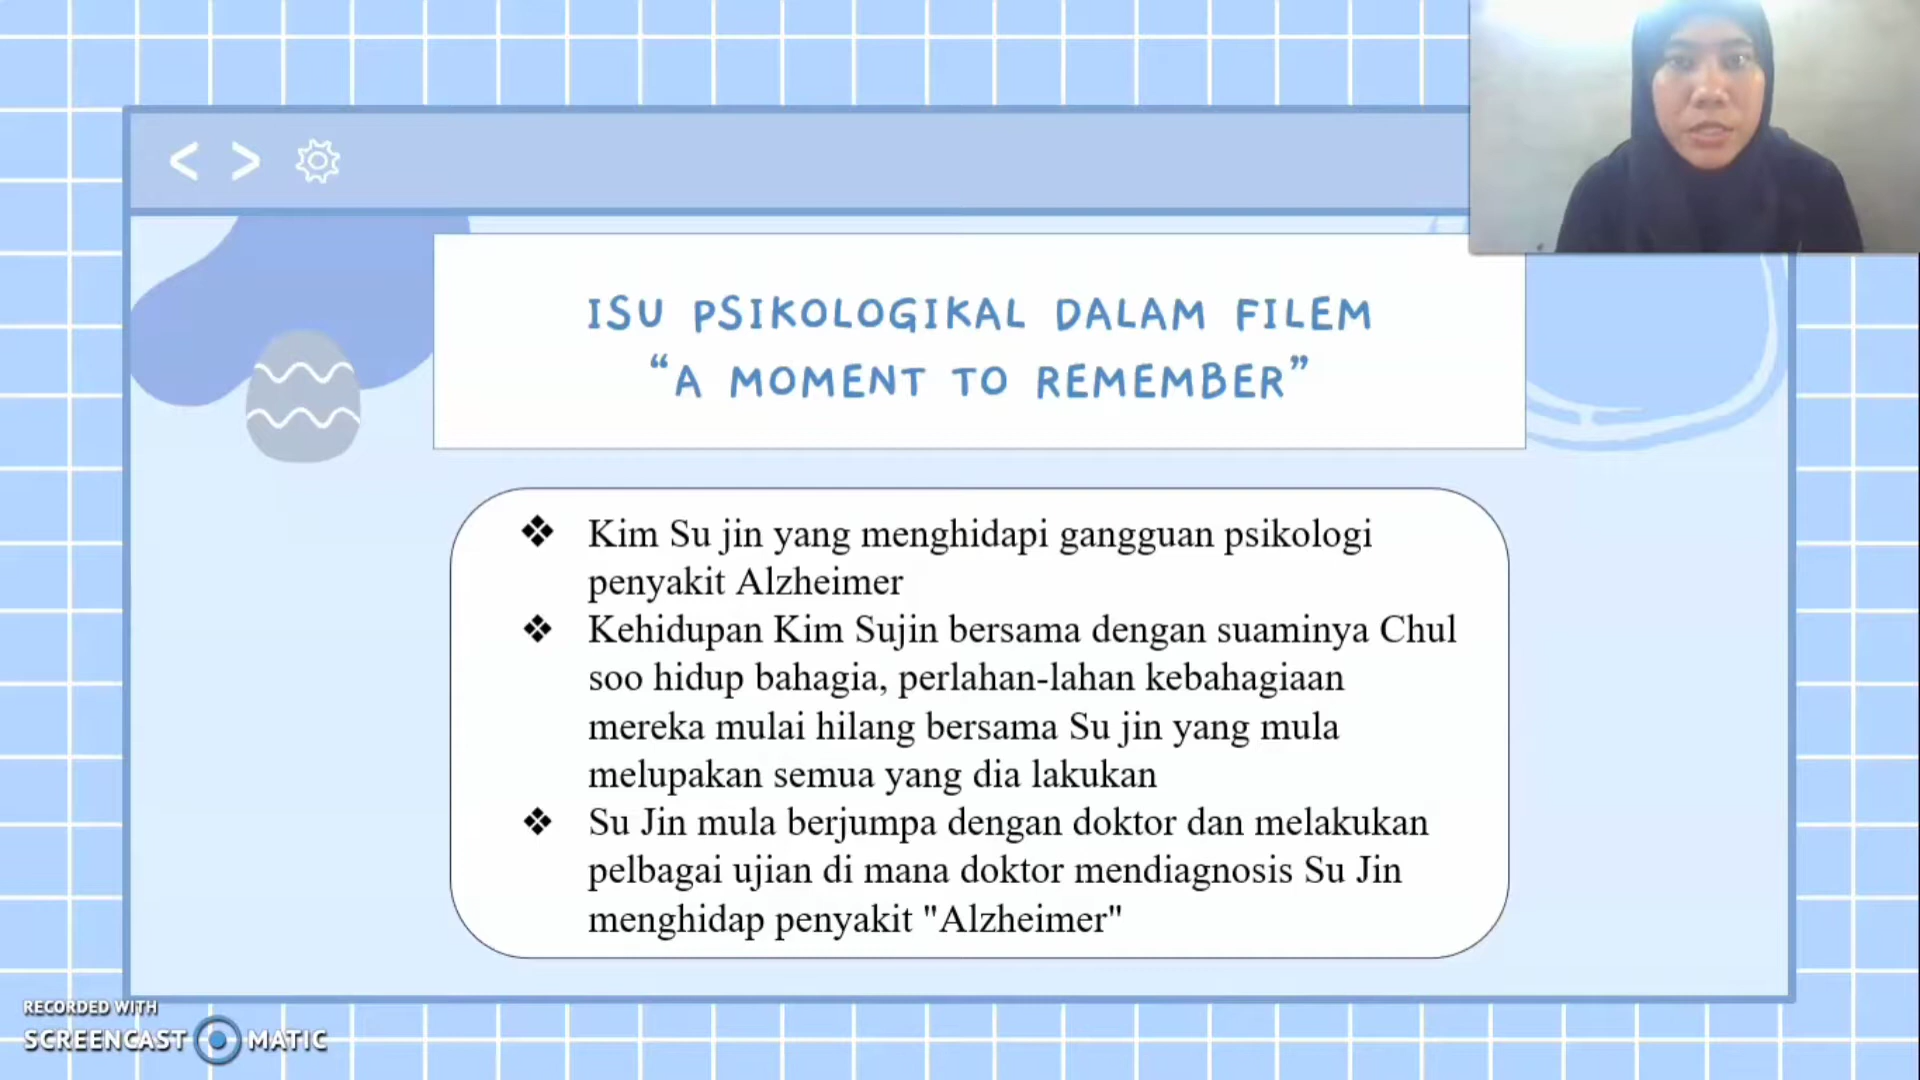 ISU PSIKOLOGIKAL DALAM FILEM
“A MOMENT TO REMEMBER”
❖ Kim Su jin yang menghidapi gangguan psikologi
penyakit Alzheimer
❖ Kehidupan Kim Sujin bersama dengan suaminya Chul
soo hidup bahagia, perlahan-lahan kebahagiaan
mereka mulai hilang bersama Su jin yang mula
melupakan semua yang dia lakukan
❖ Su Jin mula berjumpa dengan doktor dan melakukan
pelbagai ujian di mana doktor mendiagnosis Su Jin
menghidap penyakit "Alzheimer"
RECORDED WITH
SCREENCAST MATIC